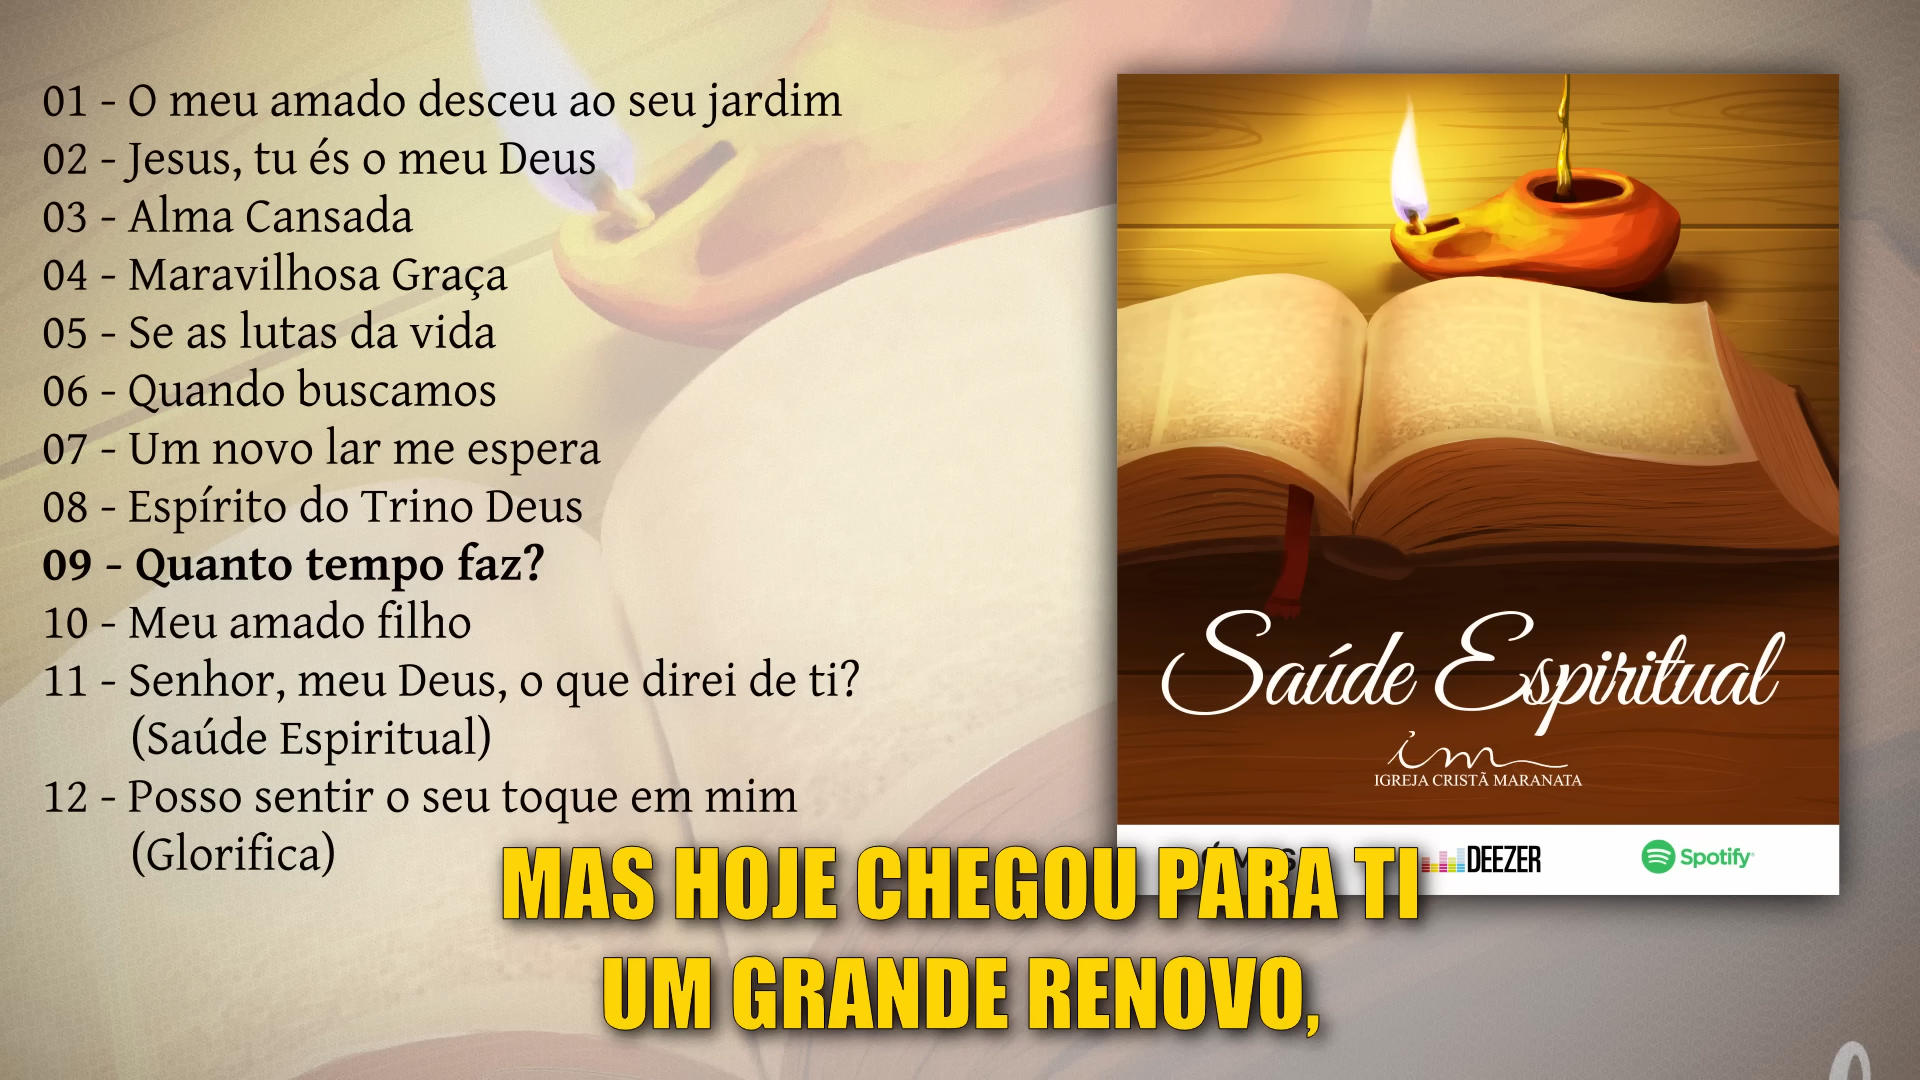 01 - O meu amado desceu ao seu jardim
02 - Jesus, tu és o meu Deus
03 - Alma Cansada
04 - Maravilhosa Graça
05 - Se as lutas da vida
06 - Quando buscamos
07 - Um novo lar me espera
08 - Espírito do Trino Deus
09 - Quanto tempo faz?
10 - Meu amado filho
11 - Senhor, meu Deus, o que direi de ti?
(Saúde Espiritual)
12 - Posso sentir o seu toque em mim
(Glorifica)
Saúde Espiritual
im
IGREJA CRISTÃ MARANATA
DEEZER
Spotify
MAS HOJE CHEGOU PARA TI
UM GRANDE RENOVO,